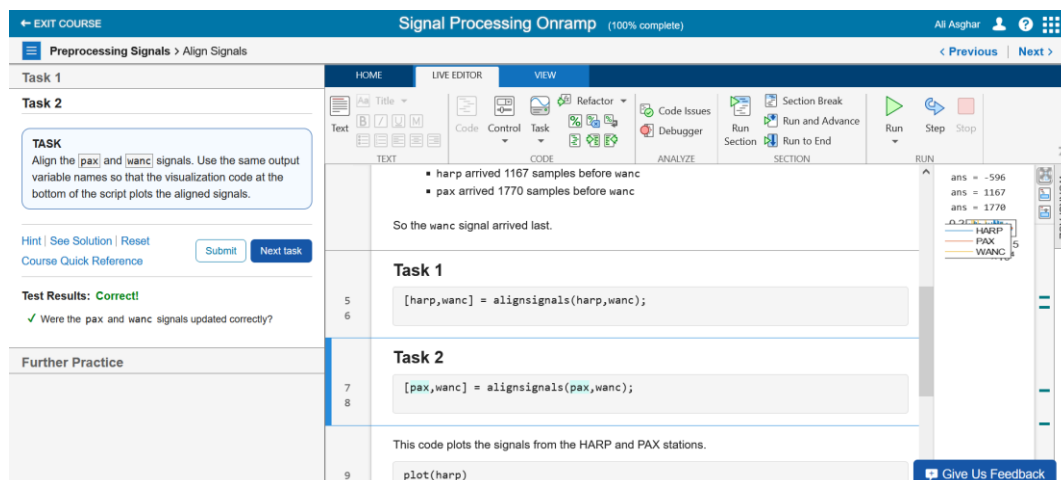 ← EXIT COURSE
Signal Processing Onramp (100% complete)
Ali Asghar
Preprocessing Signals > Align Signals
< Previous | Next >
Task 1
Task 2
TASK
Align the pax and wanc signals. Use the same output
variable names so that the visualization code at the
bottom of the script plots the aligned signals.
Hint | See Solution | Reset
Course Quick Reference
Submit
Next task
Test Results: Correct!
✓ Were the pax and wanc signals updated correctly?
Further Practice
HOME
LIVE EDITOR
VIEW
Text
Aa Title
B I U M
TEXT
Code
Control
Task
Refactor
CODE
Code Issues
Debugger
ANALYZE
Run
Section
Section Break
Run and Advance
Run to End
SECTION
Run
Step
Stop
RUN
▪ harp arrived 1167 samples before wanc
▪ pax arrived 1770 samples before wanc
So the wanc signal arrived last.
Task 1
5 [harp,wanc] = alignsignals(harp,wanc);
6
Task 2
7 [pax,wanc] = alignsignals(pax,wanc);
8
This code plots the signals from the HARP and PAX stations.
9 plot(harp)
ans = -596
ans = 1167
ans = 1770
HARP
PAX
WANC
Give Us Feedback